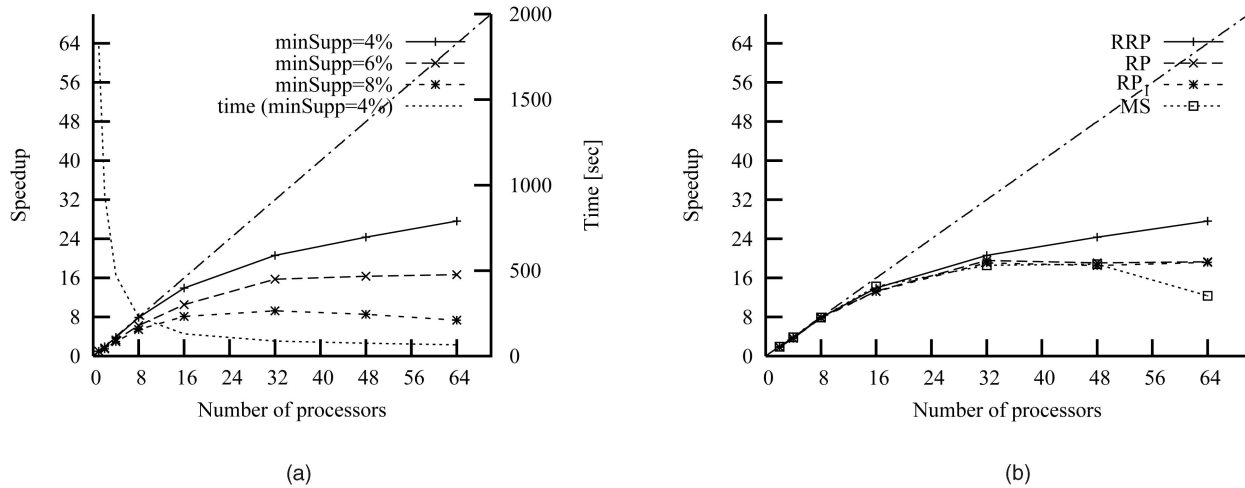 64
56
48
40
32
24
16
8
0
Speedup
minSupp=4%
minSupp=6%
minSupp=8%
time (minSupp=4%)
2000
1500
1000
500
0
Time [sec]
0 8 16 24 32 40 48 56 64
Number of processors
(a)
64
56
48
40
32
24
16
8
0
Speedup
RRP
RP
RP_I
MS
0 8 16 24 32 40 48 56 64
Number of processors
(b)